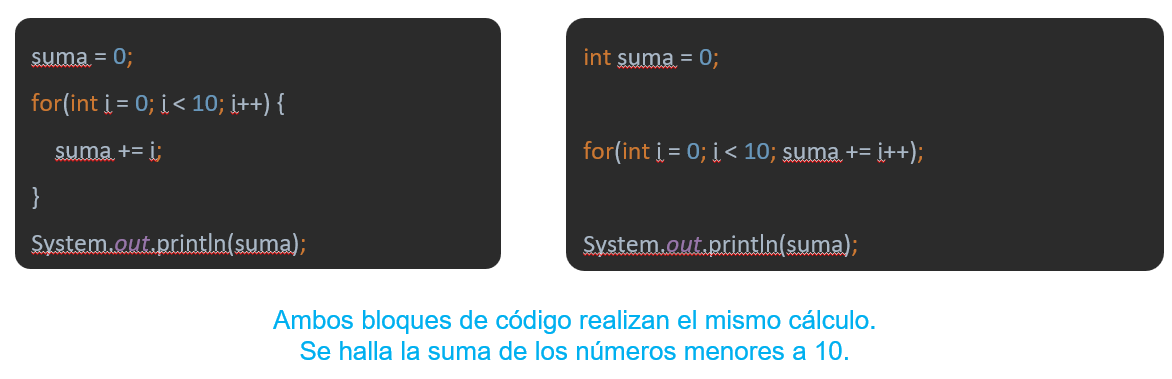 suma = 0;
for(int i = 0; i < 10; i++) {
    suma += i;
}
System.out.println(suma);
int suma = 0;
for(int i = 0; i < 10; suma += i++);
System.out.println(suma);
Ambos bloques de código realizan el mismo cálculo.
Se halla la suma de los números menores a 10.